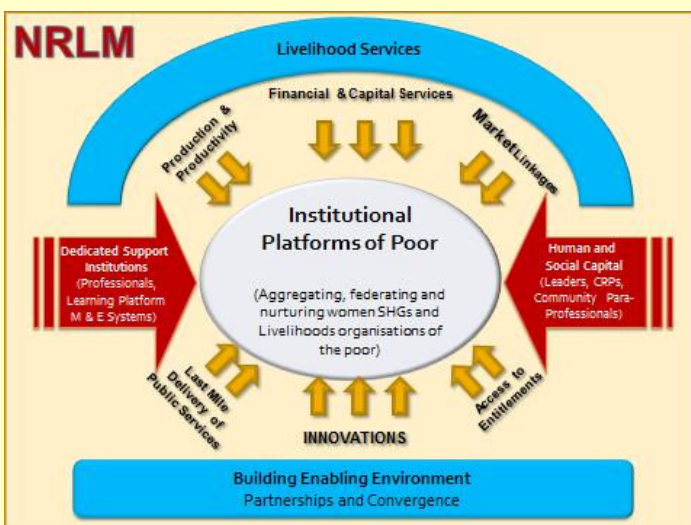 NRLM
Livelihood Services
Financial & Capital Services
Production &
Productivity
Market Linkages
Institutional
Platforms of Poor
(Aggregating, federating and
nurturing women SHGs and
Livelihoods organisations of
the poor)
Dedicated Support
Institutions
(Professionals,
Learning Platform
M & E Systems)
Human and
Social Capital
(Leaders, CRPs,
Community Para-
Professionals)
Last Mile
Delivery of
Public Services
INNOVATIONS
Access to
Entitlements
Building Enabling Environment
Partnerships and Convergence